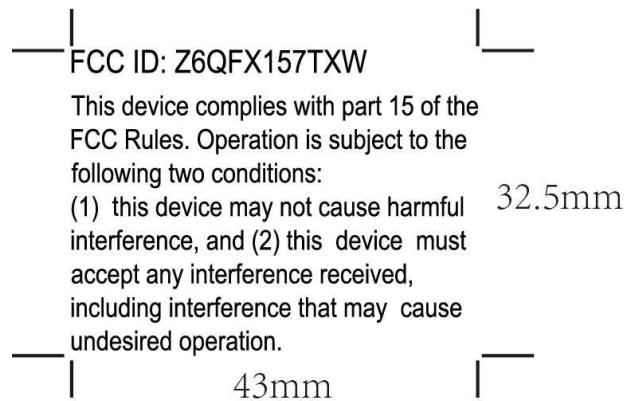 FCC ID: Z6QFX157TXW
This device complies with part 15 of the
FCC Rules. Operation is subject to the
following two conditions:
(1) this device may not cause harmful
interference, and (2) this device must
accept any interference received,
including interference that may cause
undesired operation.
32.5mm
43mm